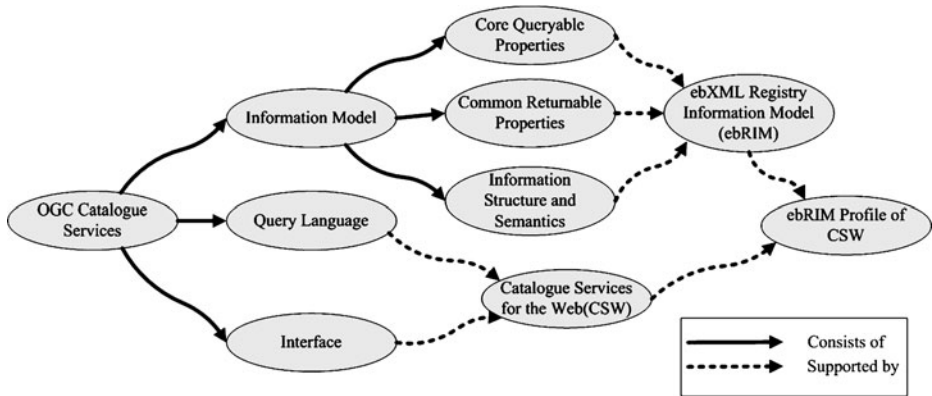 Core Queryable
Properties
ebXML Registry
Information Model
(ebRIM)
Information Model
Common Returnable
Properties
Information
Structure and
Semantics
OGC Catalogue
Services
Query Language
ebRIM Profile of
CSW
Catalogue Services
for the Web(CSW)
Interface
Consists of
Supported by